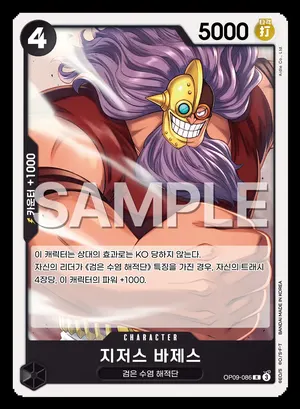 4
5000
타격
打
SAMPLE
카운터 +1000
이 캐릭터는 상대의 효과로는 KO 당하지 않는다.
자신의 리더가 《검은 수염 해적단》 특징을 가진 경우, 자신의 트래시
4장당, 이 캐릭터의 파워 +1000.
CHARACTER
지저스 바제스
검은 수염 해적단
OP09-086 R 3
BANDAI MADE IN KOREA